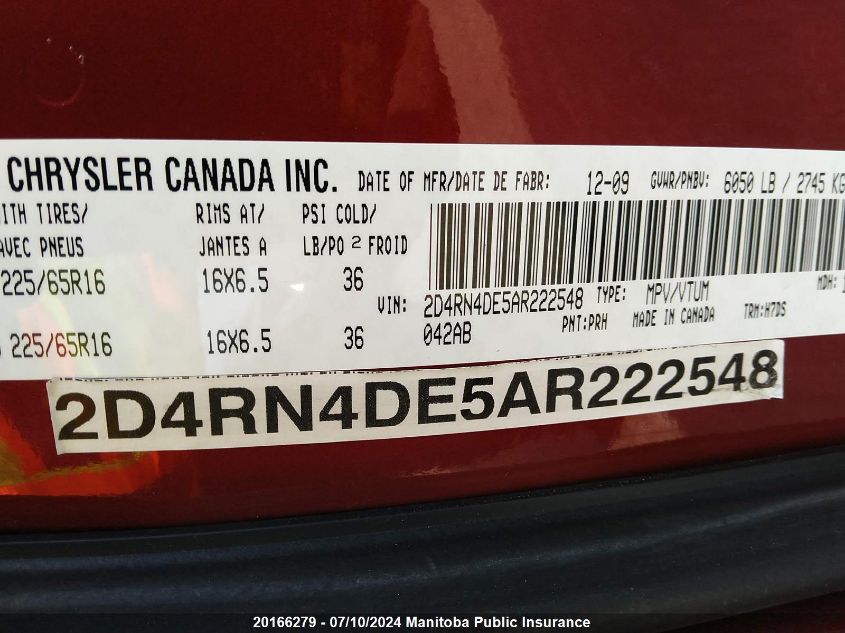 CHRYSLER CANADA INC. DATE OF MFR/DATE DE FABR: 12-09 GVWR/PNBV: 6050 LB / 2745 KG
ITH TIRES/ RIMS AT/ PSI COLD/
AVEC PNEUS JANTES A LB/PO 2 FROID
225/65R16 16X6.5 36
VIN: 2D4RN4DE5AR222548 TYPE: MPV/VTUM MDH:
225/65R16 16X6.5 36 042AB PNT:PRH MADE IN CANADA TRM:H7DS
2D4RN4DE5AR222548
20166279 - 07/10/2024 Manitoba Public Insurance